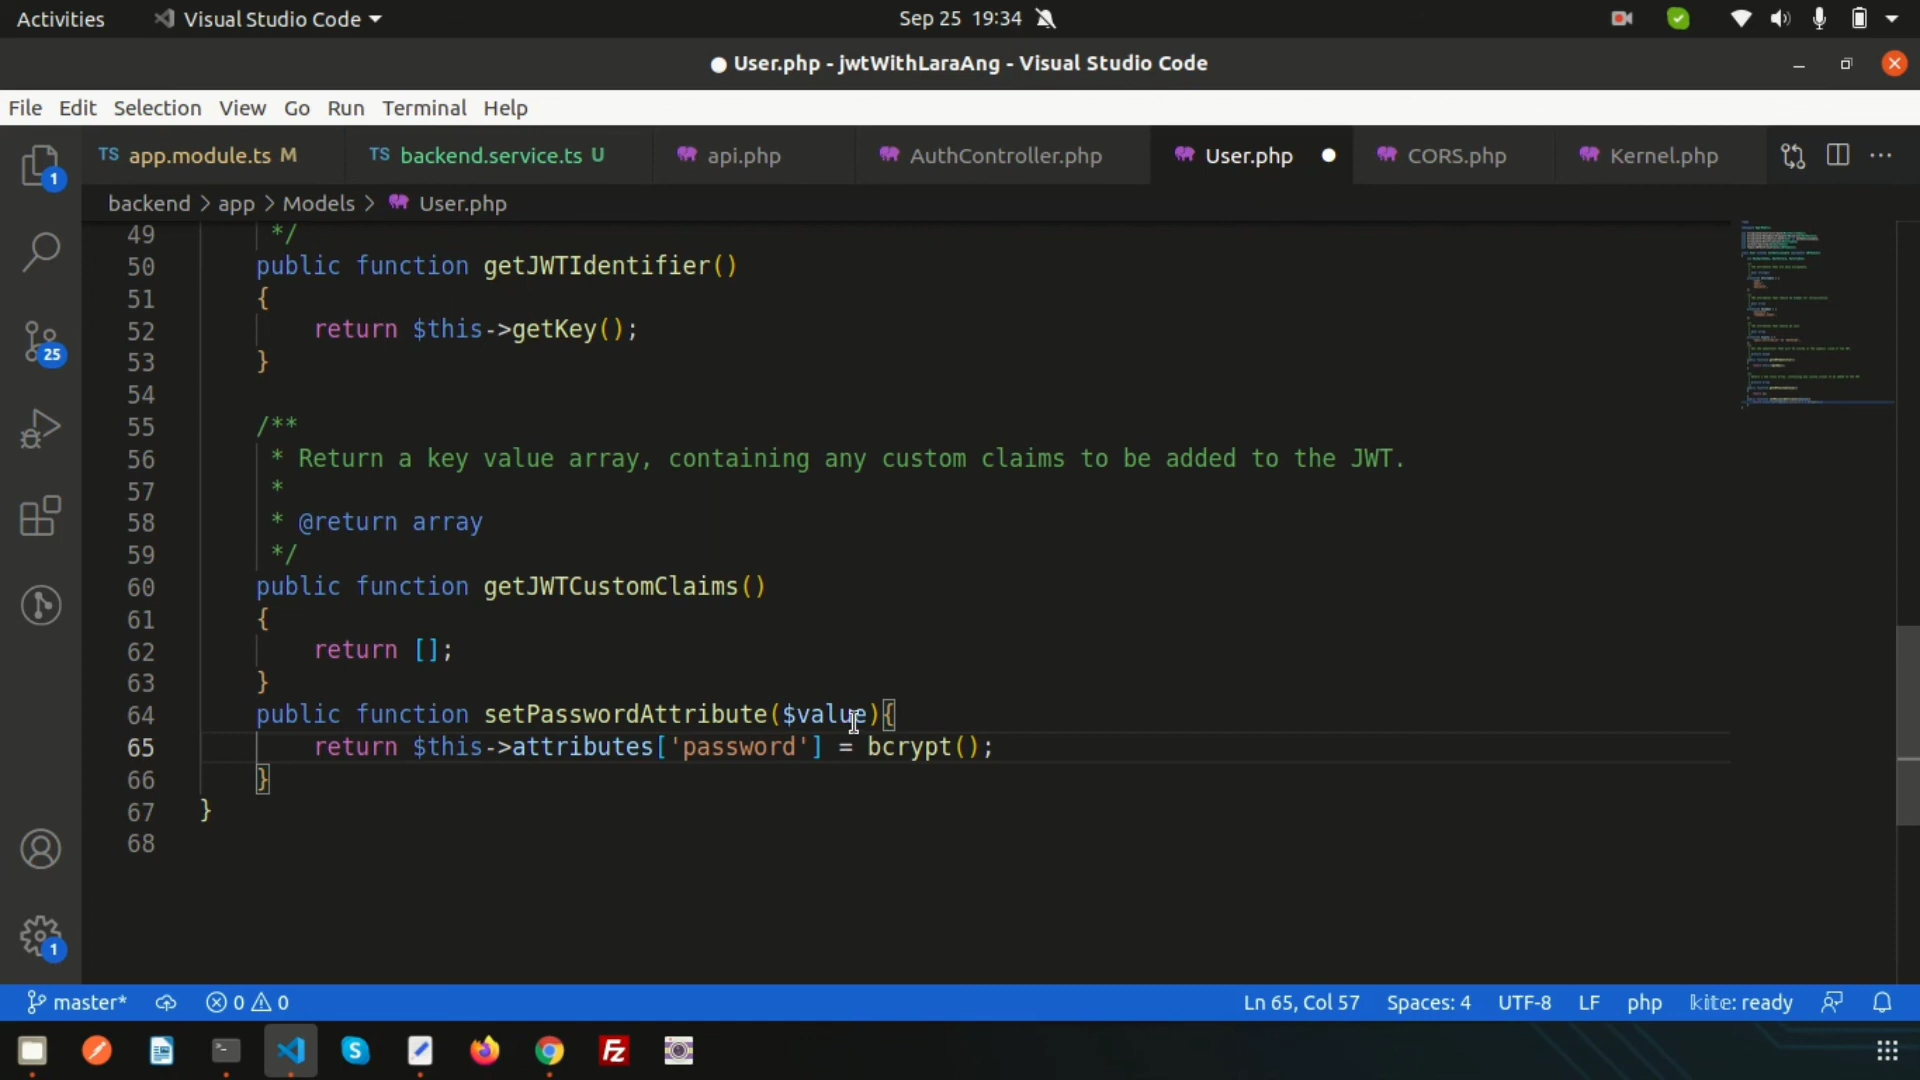 Activities Visual Studio Code Sep 25 19:34
● User.php - jwtWithLaraAng - Visual Studio Code
File Edit Selection View Go Run Terminal Help
TS app.module.ts M TS backend.service.ts U api.php AuthController.php User.php ● CORS.php Kernel.php ...
backend > app > Models > User.php
49 */
50 public function getJWTIdentifier()
51 {
52 return $this->getKey();
53 }
54
55 /**
56 * Return a key value array, containing any custom claims to be added to the JWT.
57 *
58 * @return array
59 */
60 public function getJWTCustomClaims()
61 {
62 return [];
63 }
64 public function setPasswordAttribute($value){
65 return $this->attributes['password'] = bcrypt();
66 }
67 }
68
1
25
1
master* 0 0 Ln 65, Col 57 Spaces: 4 UTF-8 LF php kite: ready